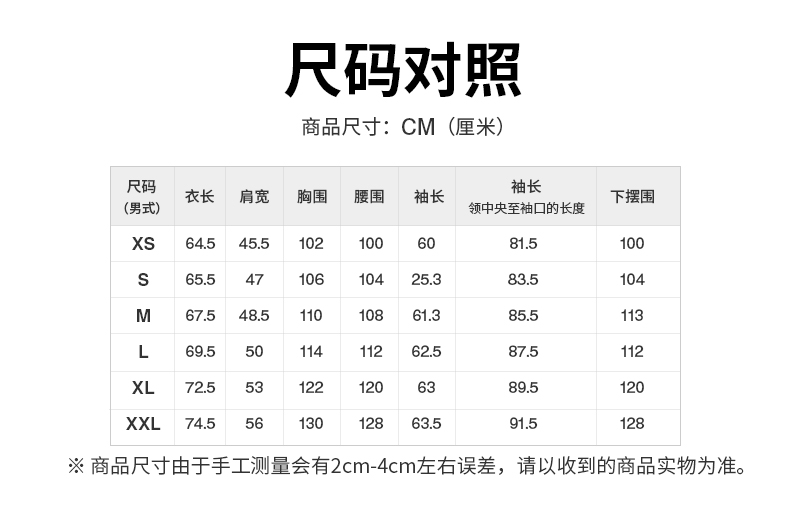 尺码对照
商品尺寸：CM（厘米）
尺码 衣长 肩宽 胸围 腰围 袖长 袖长 下摆围
（男式） 领中央至袖口的长度
XS 64.5 45.5 102 100 60 81.5 100
S 65.5 47 106 104 25.3 83.5 104
M 67.5 48.5 110 108 61.3 85.5 113
L 69.5 50 114 112 62.5 87.5 112
XL 72.5 53 122 120 63 89.5 120
XXL 74.5 56 130 128 63.5 91.5 128
※ 商品尺寸由于手工测量会有2cm-4cm左右误差，请以收到的商品实物为准。